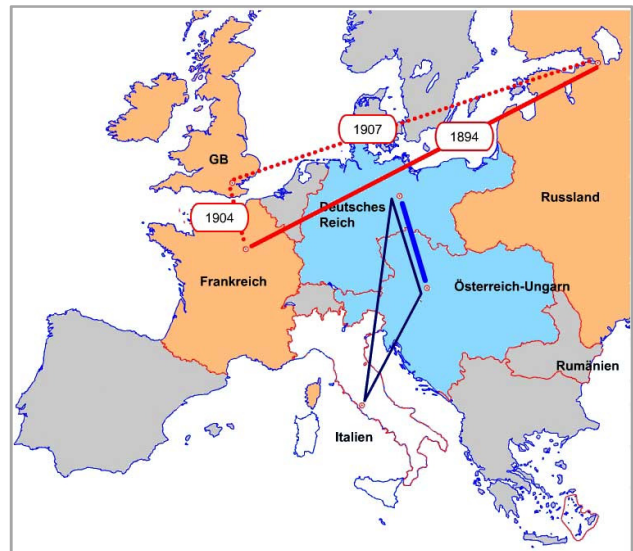 1907
1894
GB
Russland
1904
Deutsches
Reich
Frankreich
Österreich-Ungarn
Rumänien
Italien